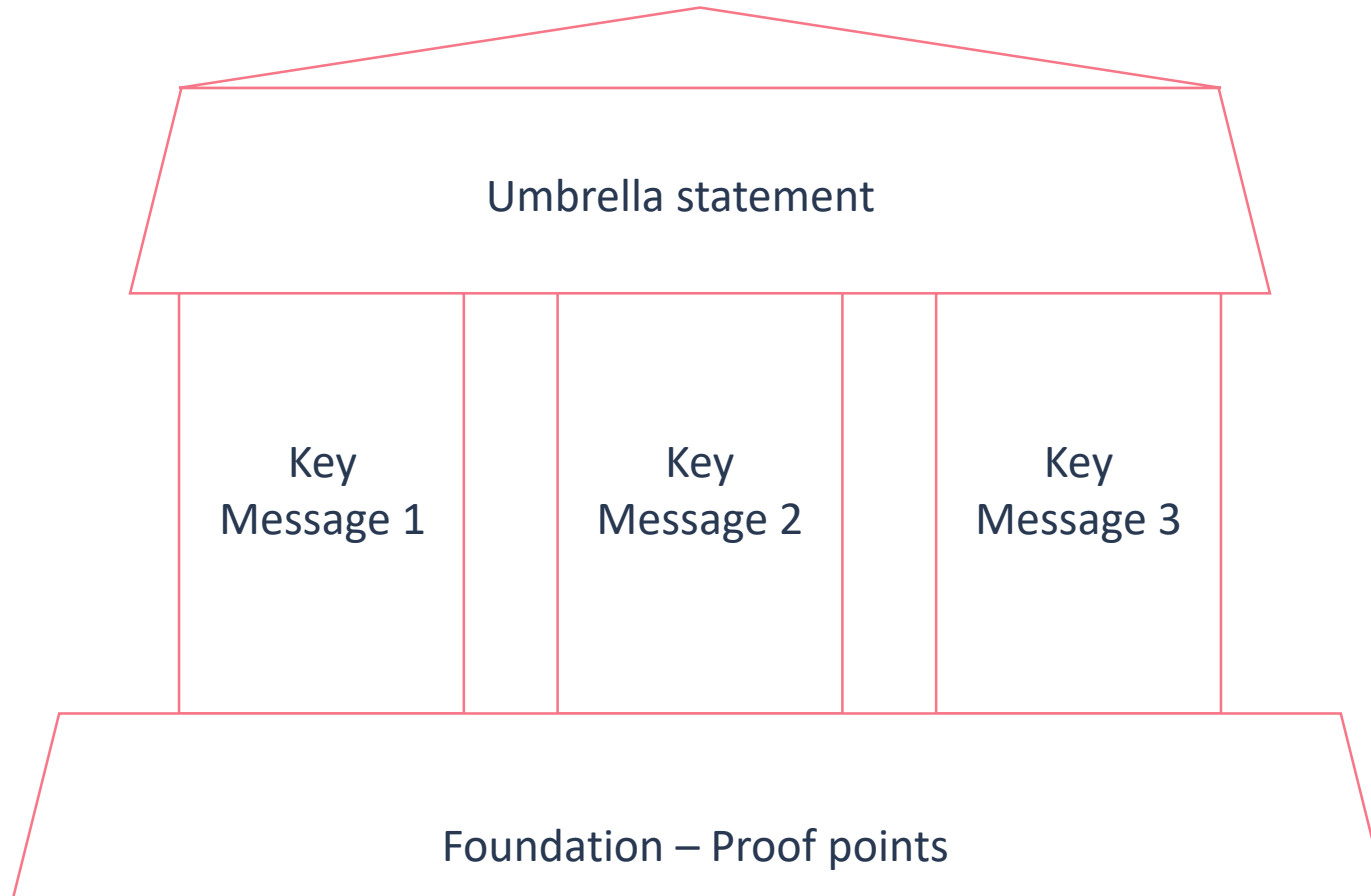 Umbrella statement
Key
Message 1
Key
Message 2
Key
Message 3
Foundation – Proof points